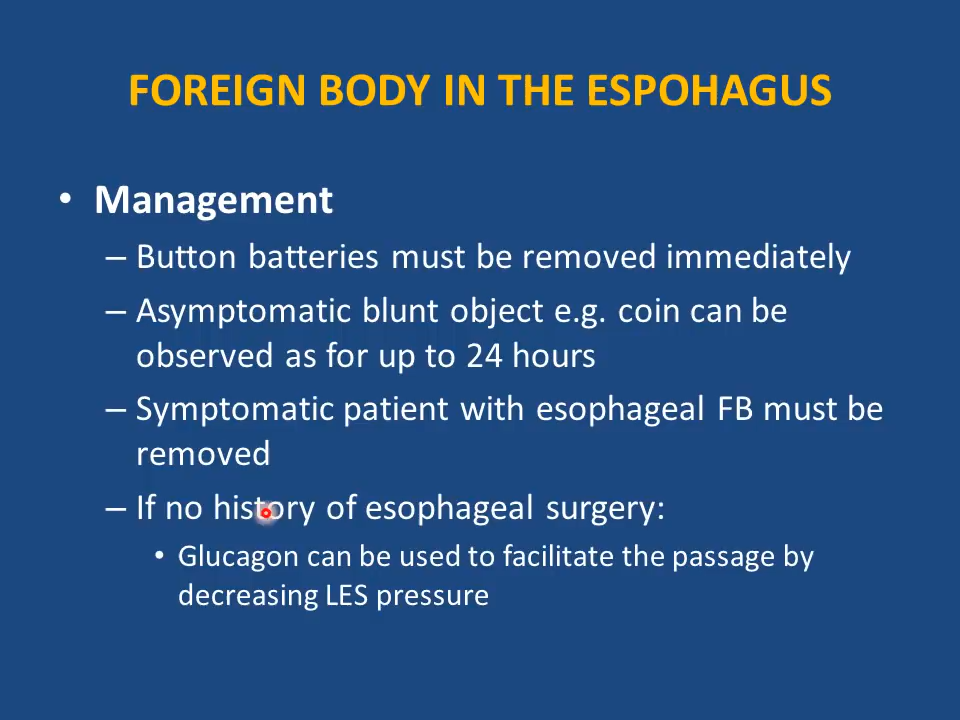 FOREIGN BODY IN THE ESPOHAGUS
• Management
– Button batteries must be removed immediately
– Asymptomatic blunt object e.g. coin can be
observed as for up to 24 hours
– Symptomatic patient with esophageal FB must be
removed
– If no history of esophageal surgery:
• Glucagon can be used to facilitate the passage by
decreasing LES pressure